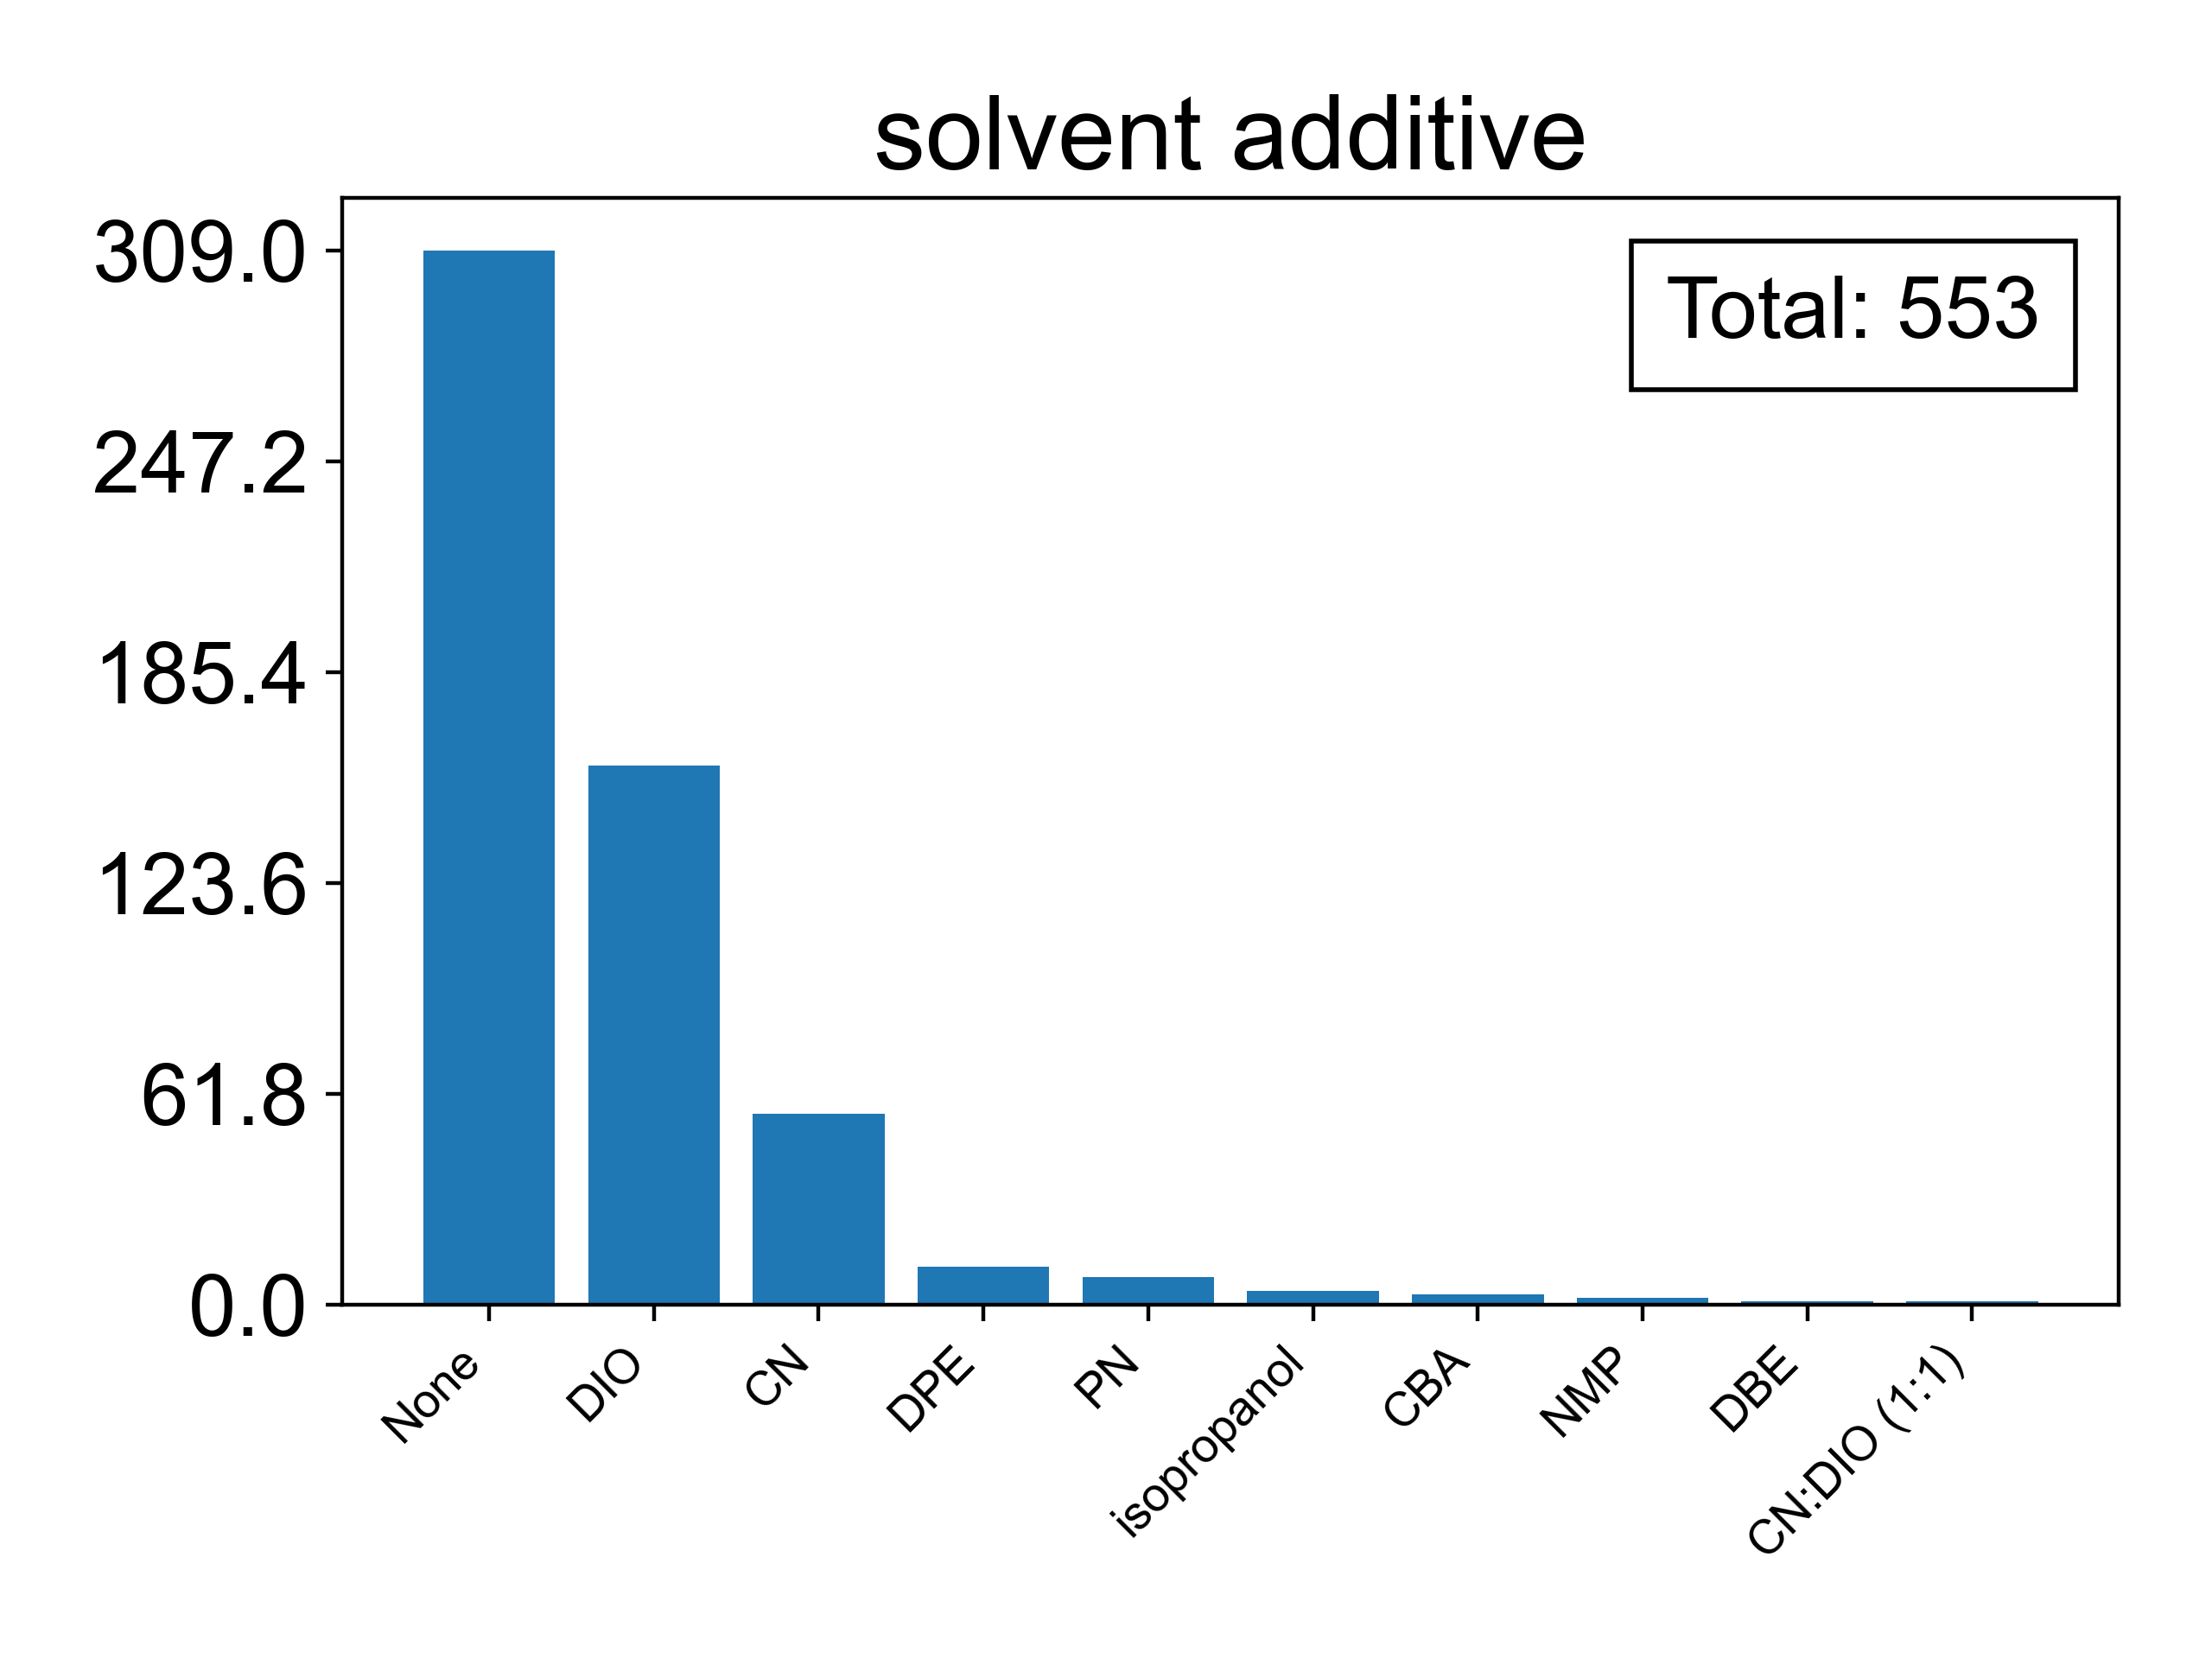 solvent additive
Total: 553
309.0
247.2
185.4
123.6
61.8
0.0
None
DIO
CN
DPE
PN
isopropanol
CBA
NMP
DBE
CN:DIO (1:1)